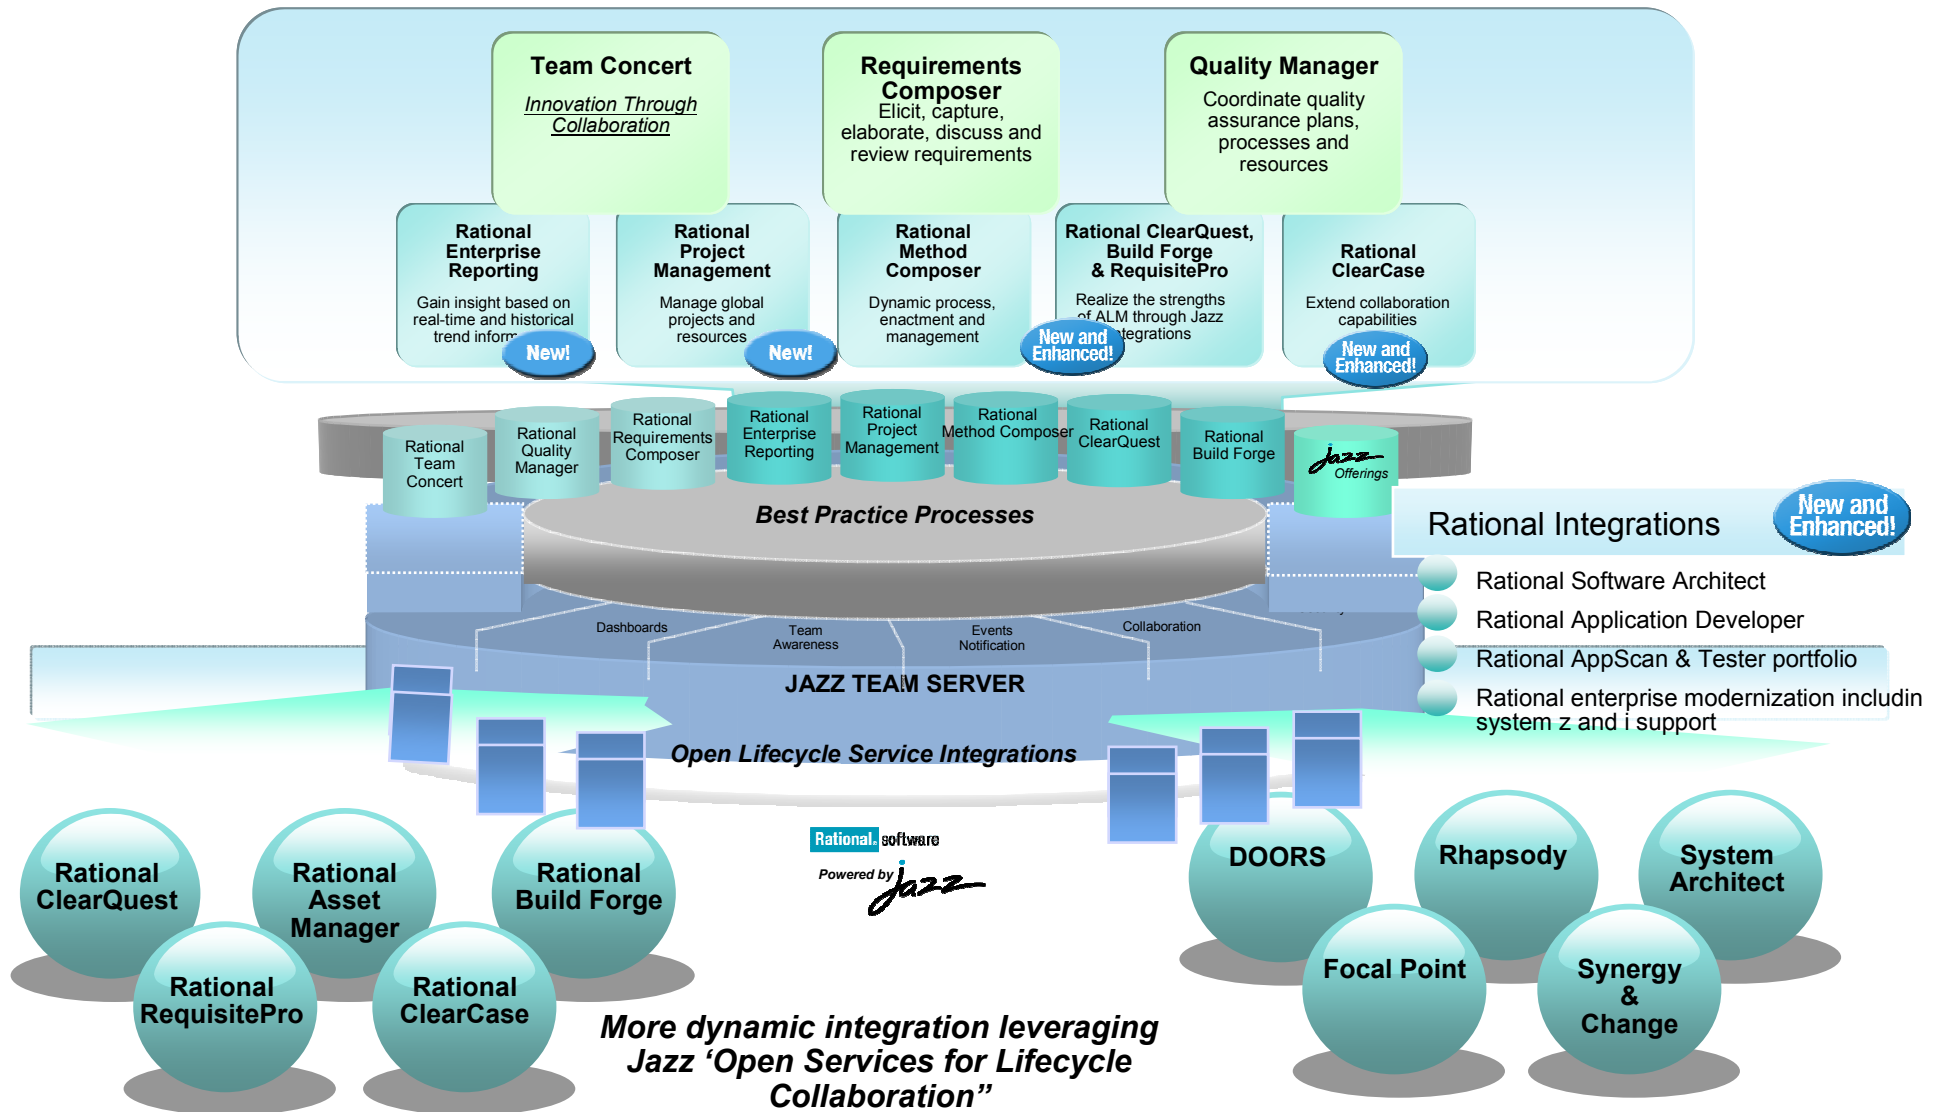 Team Concert
Innovation Through
Collaboration
Requirements
Composer
Elicit, capture,
elaborate, discuss and
review requirements
Quality Manager
Coordinate quality
assurance plans,
processes and
resources
Rational
Enterprise
Reporting
Gain insight based on
real-time and historical
trend inform
New!
Rational
Project
Management
Manage global
projects and
resources
New!
Rational
Method
Composer
Dynamic process,
enactment and
management
Rational ClearQuest,
Build Forge
& RequisitePro
Realize the strengths
of ALM through Jazz
tegrations
New and
Enhanced!
Rational
ClearCase
Extend collaboration
capabilities
New and
Enhanced!
Rational
Team
Concert
Rational
Quality
Manager
Rational
Requirements
Composer
Rational
Enterprise
Reporting
Rational
Project
Management
Rational
Method Composer
Rational
ClearQuest
Rational
Build Forge
jazz
Offerings
Best Practice Processes
Rational Integrations
New and
Enhanced!
Rational Software Architect
Rational Application Developer
Rational AppScan & Tester portfolio
Rational enterprise modernization includin
system z and i support
Dashboards
Team
Awareness
Events
Notification
Collaboration
JAZZ TEAM SERVER
Open Lifecycle Service Integrations
Rational software
Powered by
jazz
Rational
ClearQuest
Rational
Asset
Manager
Rational
Build Forge
Rational
RequisitePro
Rational
ClearCase
DOORS
Rhapsody
System
Architect
Focal Point
Synergy
&
Change
More dynamic integration leveraging
Jazz ‘Open Services for Lifecycle
Collaboration”